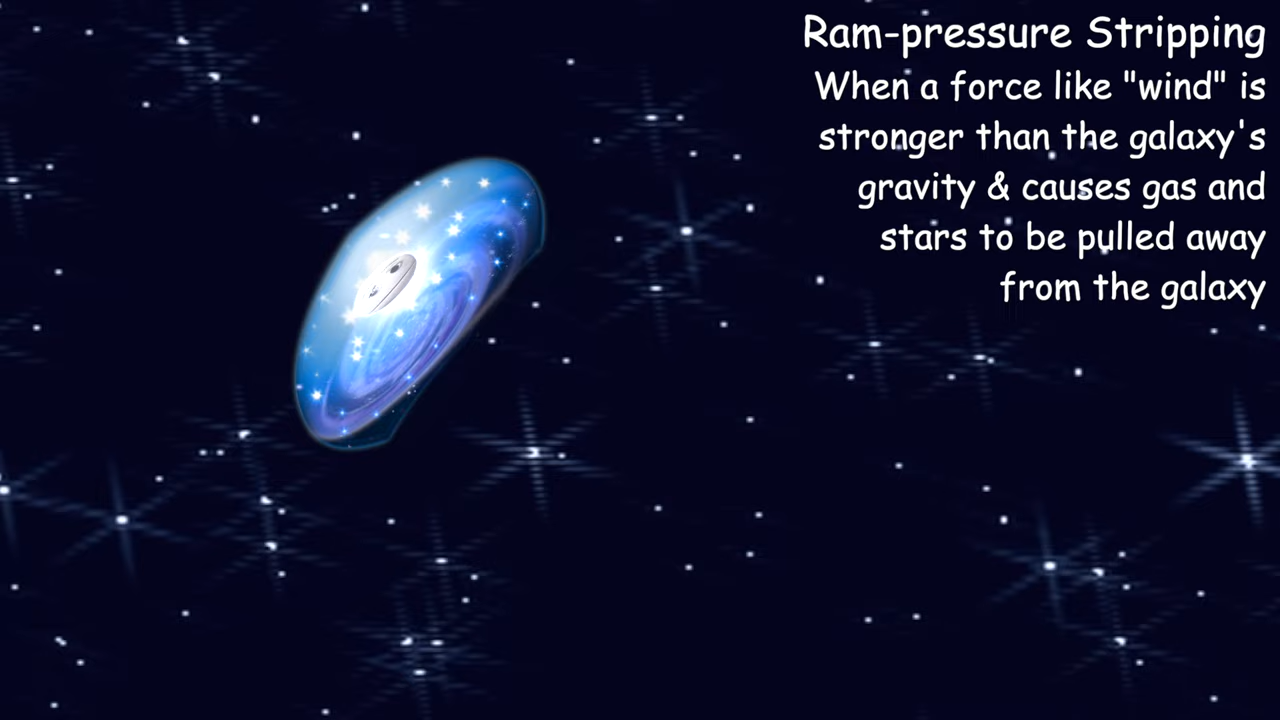 Ram-pressure Stripping
When a force like "wind" is
stronger than the galaxy's
gravity & causes gas and
stars to be pulled away
from the galaxy